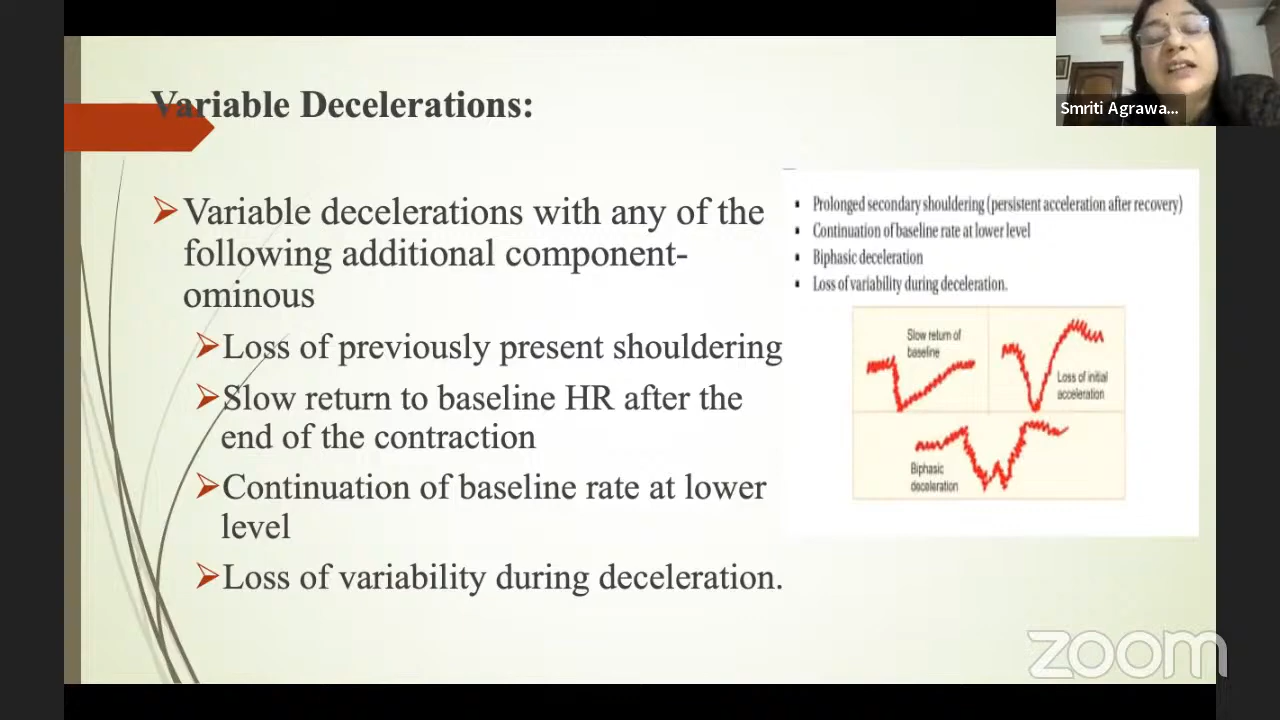 Variable Decelerations:
Variable decelerations with any of the
following additional component-
ominous
Loss of previously present shouldering
Slow return to baseline HR after the
end of the contraction
Continuation of baseline rate at lower
level
Loss of variability during deceleration.
Prolonged secondary shouldering (persistent acceleration after recovery)
Continuation of baseline rate at lower level
Biphasic deceleration
Loss of variability during deceleration.
Slow return of
baseline
Loss of initial
acceleration
Biphasic
deceleration
Smriti Agrawa...
zoom